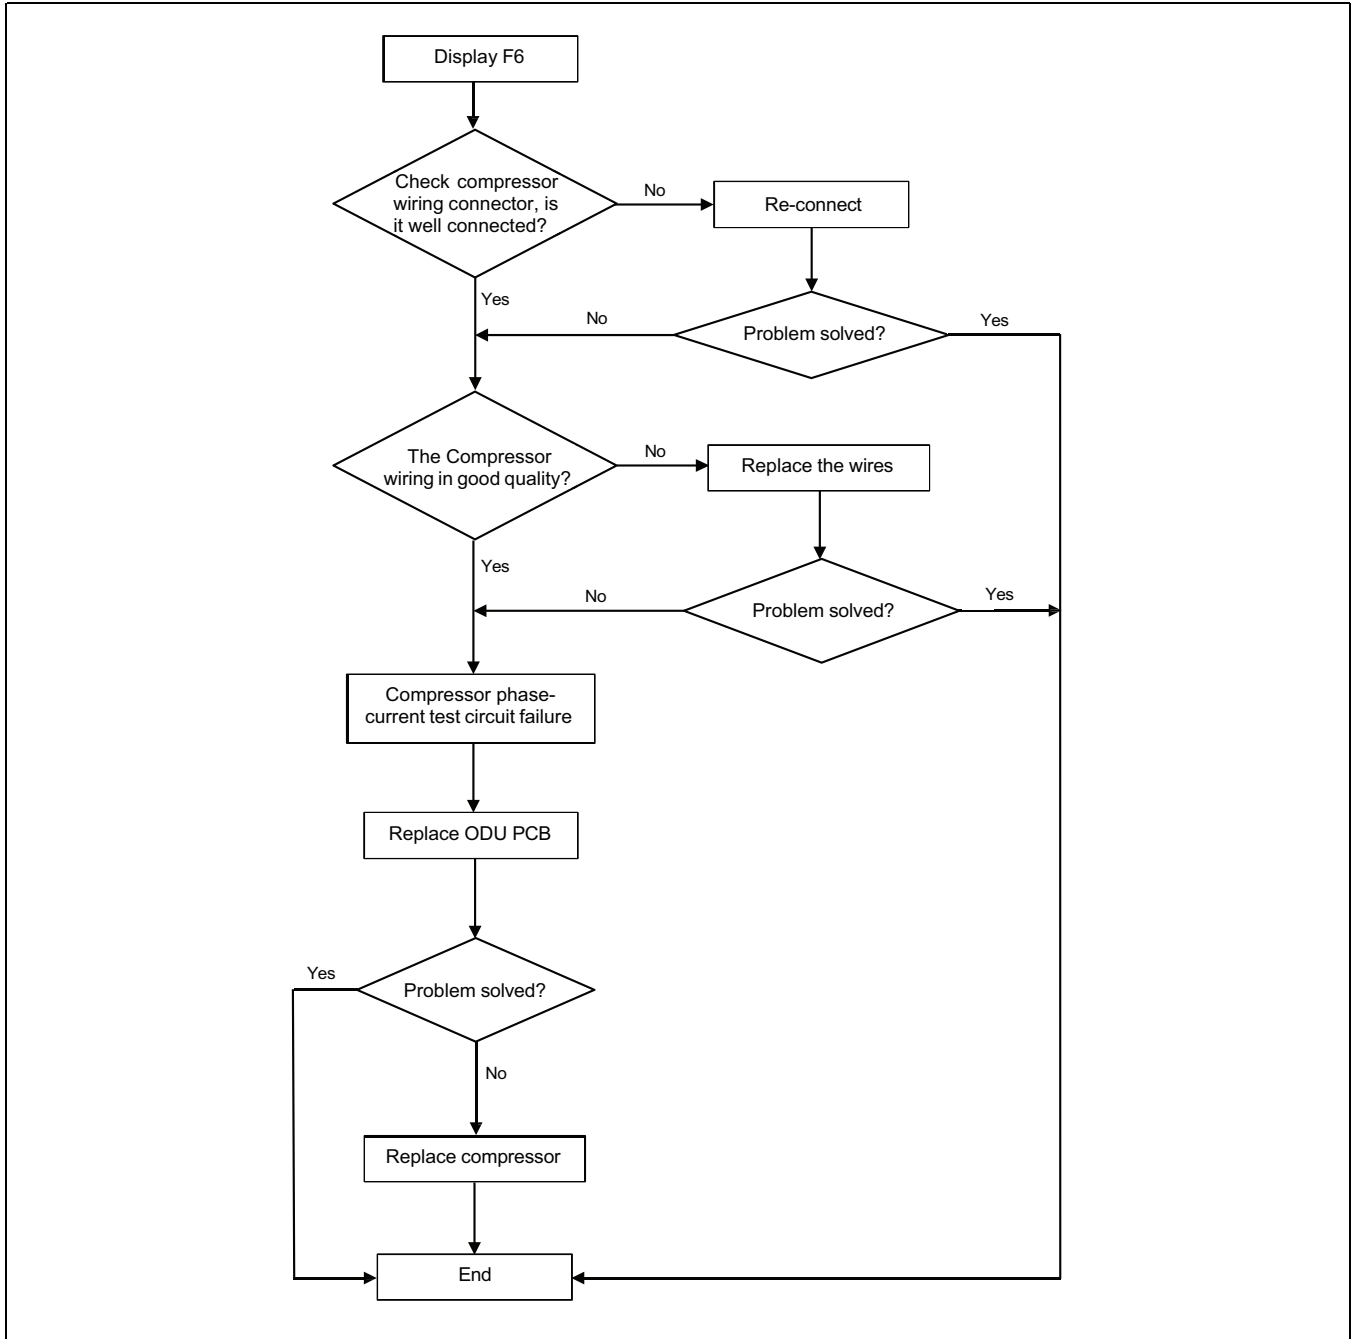 Display F6
Check compressor
wiring connector, is
it well connected?
No
Re-connect
Yes
No
Problem solved?
Yes
The Compressor
wiring in good quality?
No
Replace the wires
Yes
No
Problem solved?
Yes
Compressor phase-
current test circuit failure
Replace ODU PCB
Yes
Problem solved?
No
Replace compressor
End